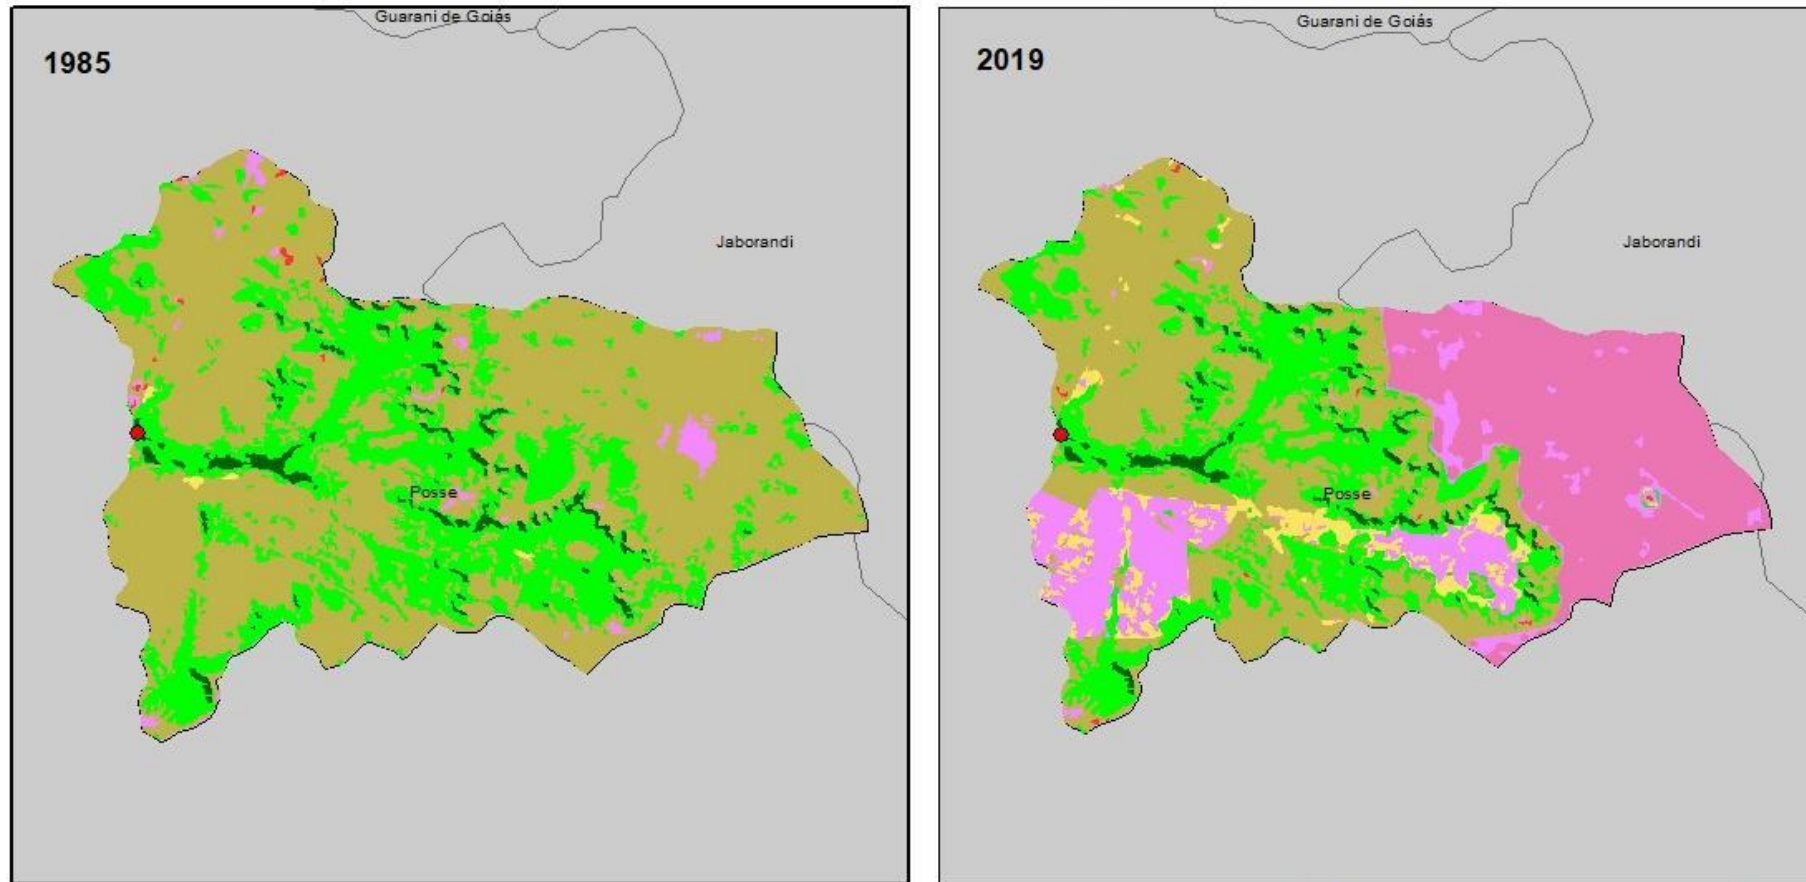 Guarani de Goiás
1985
Jaborandi
Posse
Guarani de Goiás
2019
Jaborandi
Posse